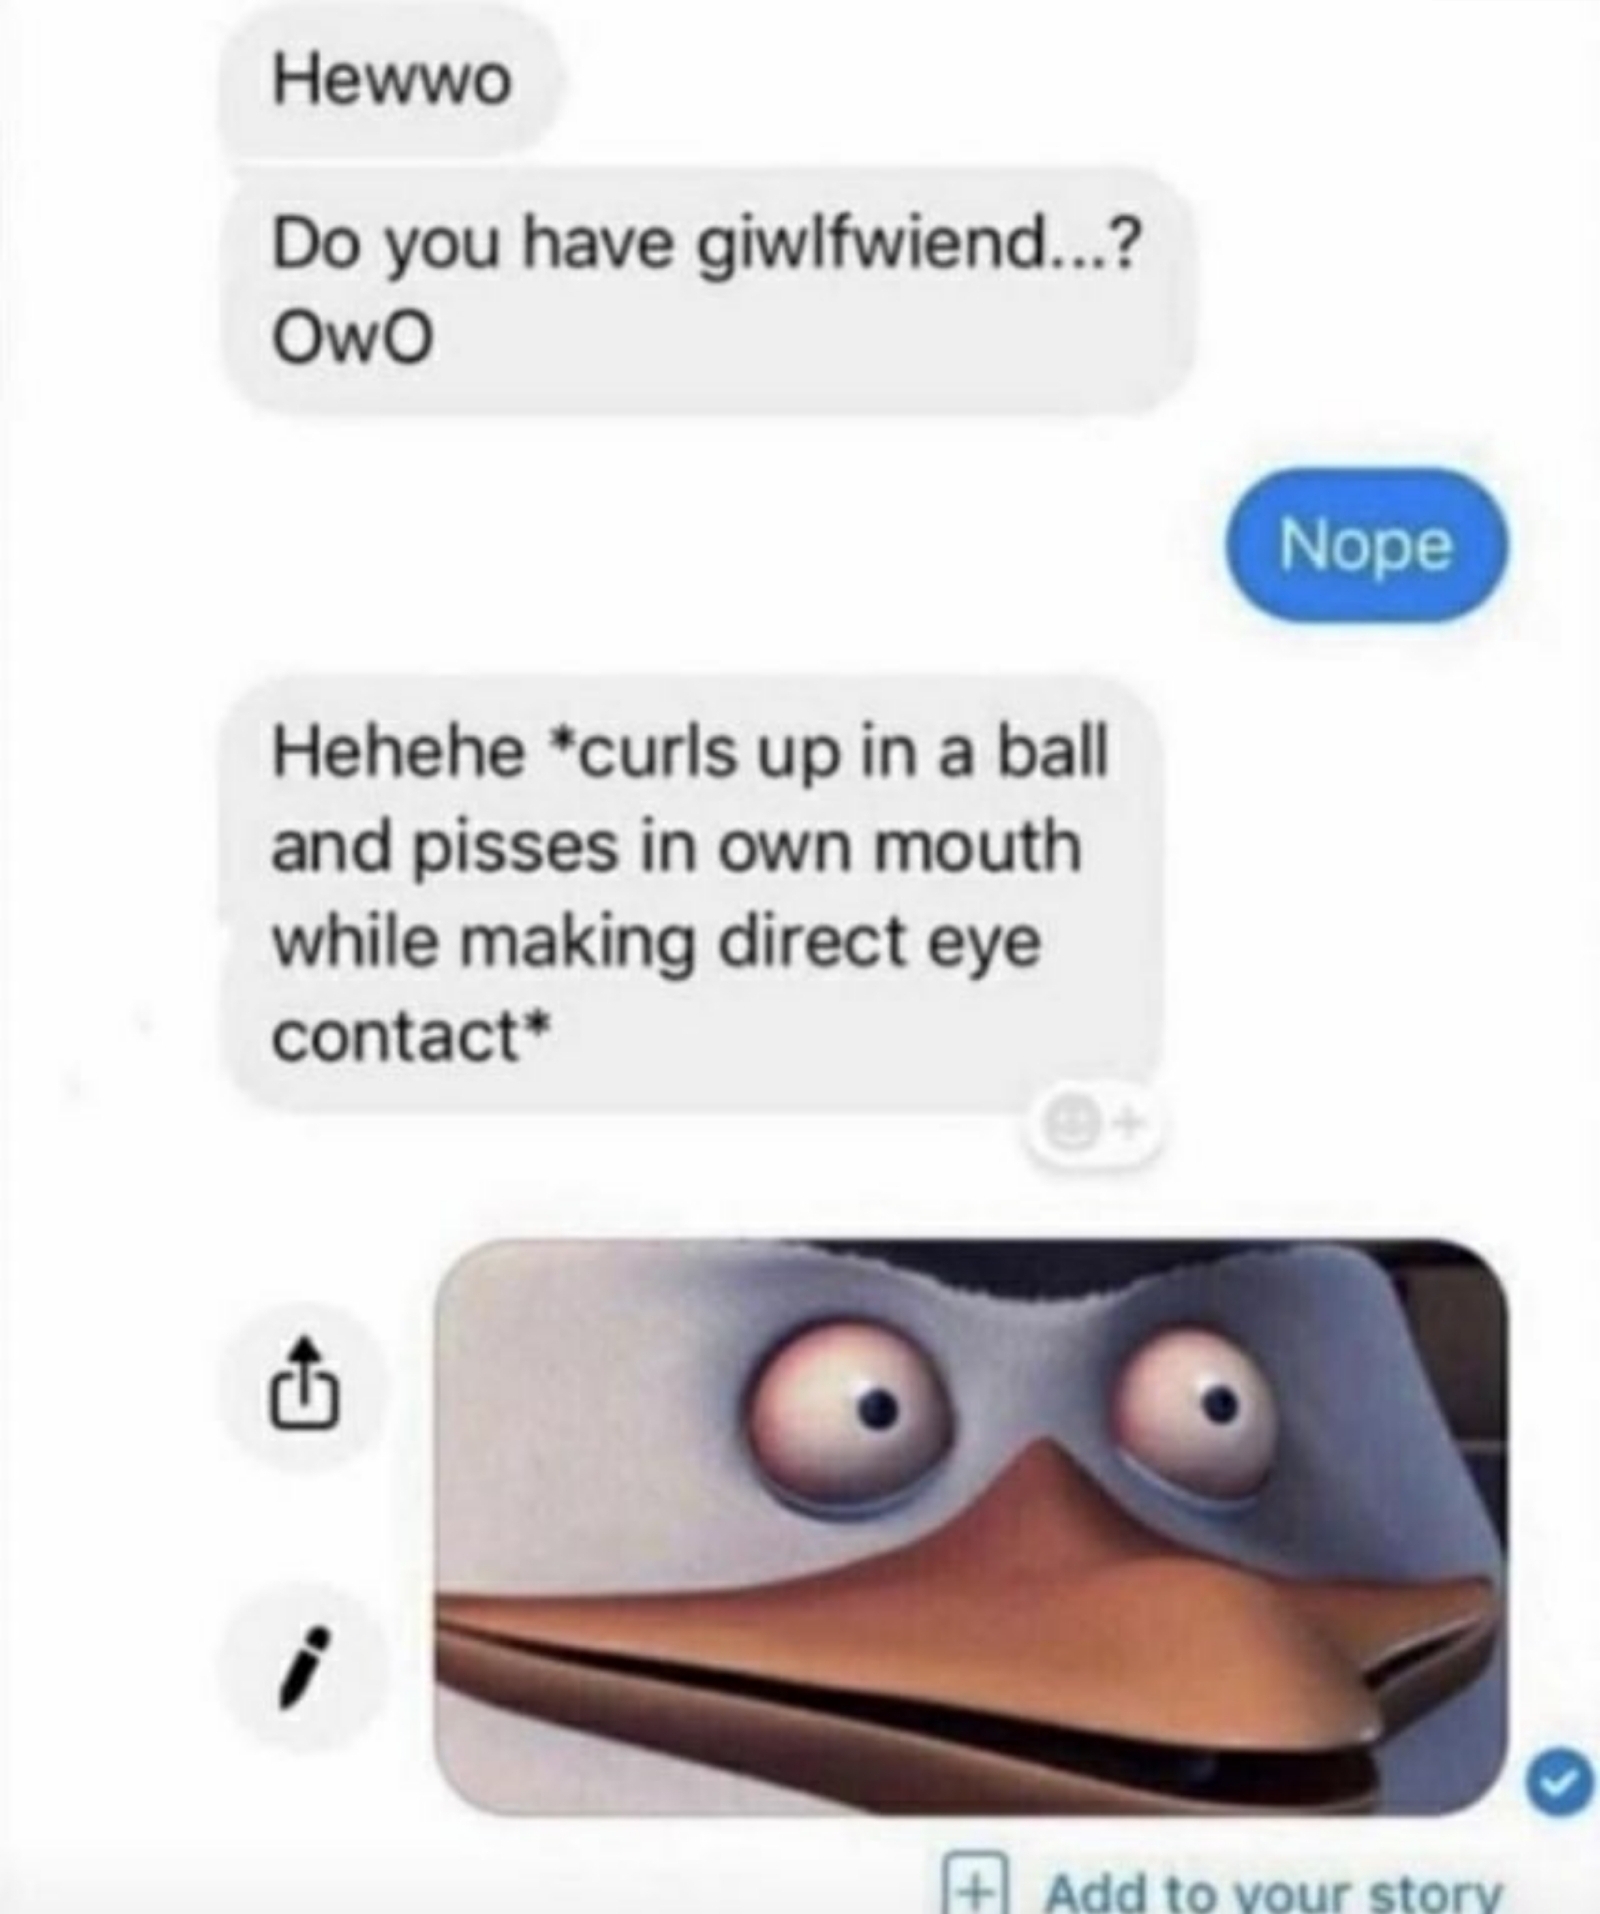 Hewwo
Do you have giwlfwiend...?
OwO
Nope
Hehehe *curls up in a ball
and pisses in own mouth
while making direct eye
contact*
Add to your story